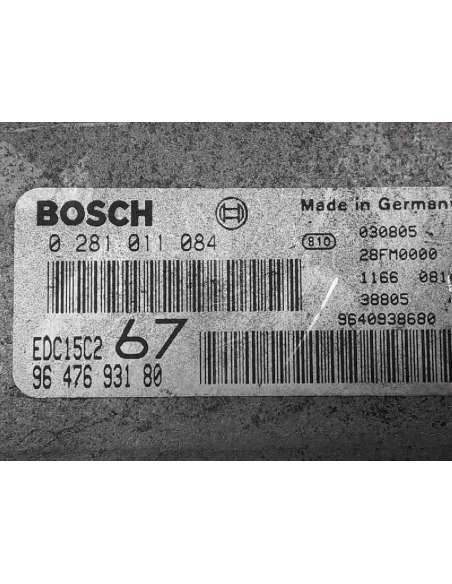 BOSCH
Made in Germany
0 281 011 084
810
030805
28FM0000
1166
38805
9640938680
EDC15C2
67
96 476 931 80